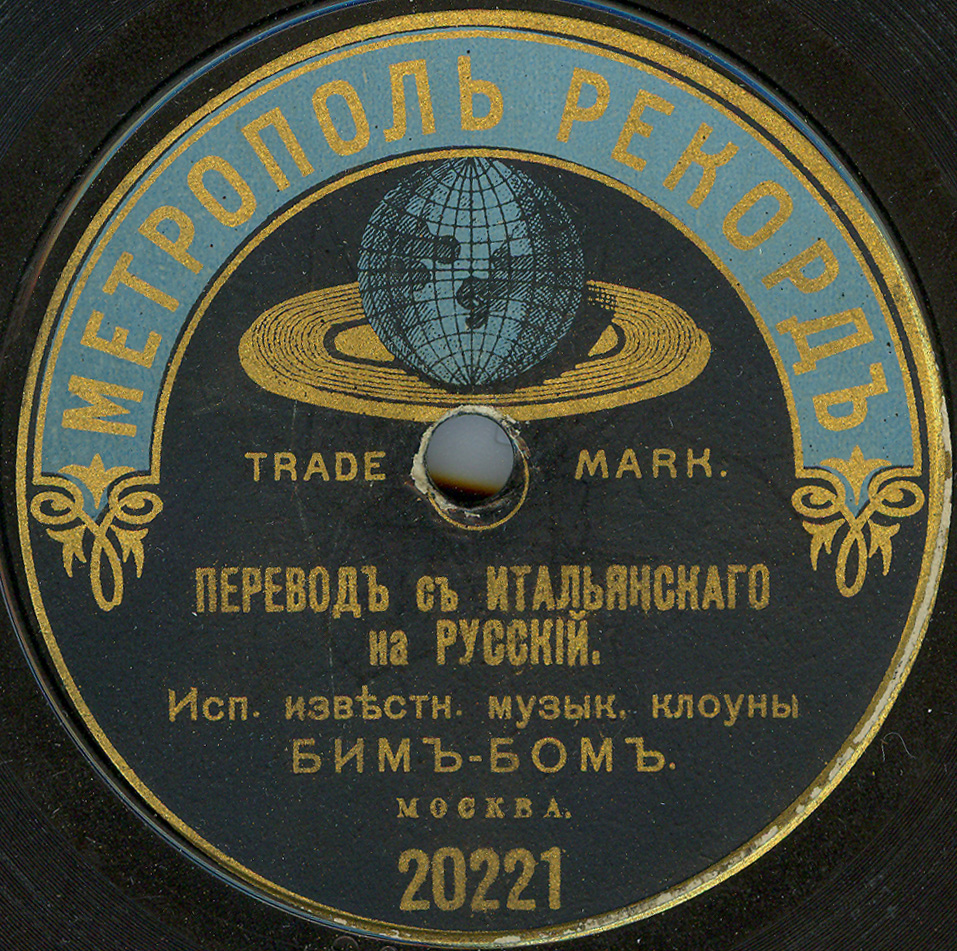 МЕТРОПОЛЬ РЕКОРДЪ
TRADE MARK.
ПЕРЕВОДЪ съ ИТАЛЬЯНСКАГО
на РУССКІЙ.
Исп. извѣстн. музык. клоуны
БИМЪ-БОМЪ.
МОСКВА.
20221